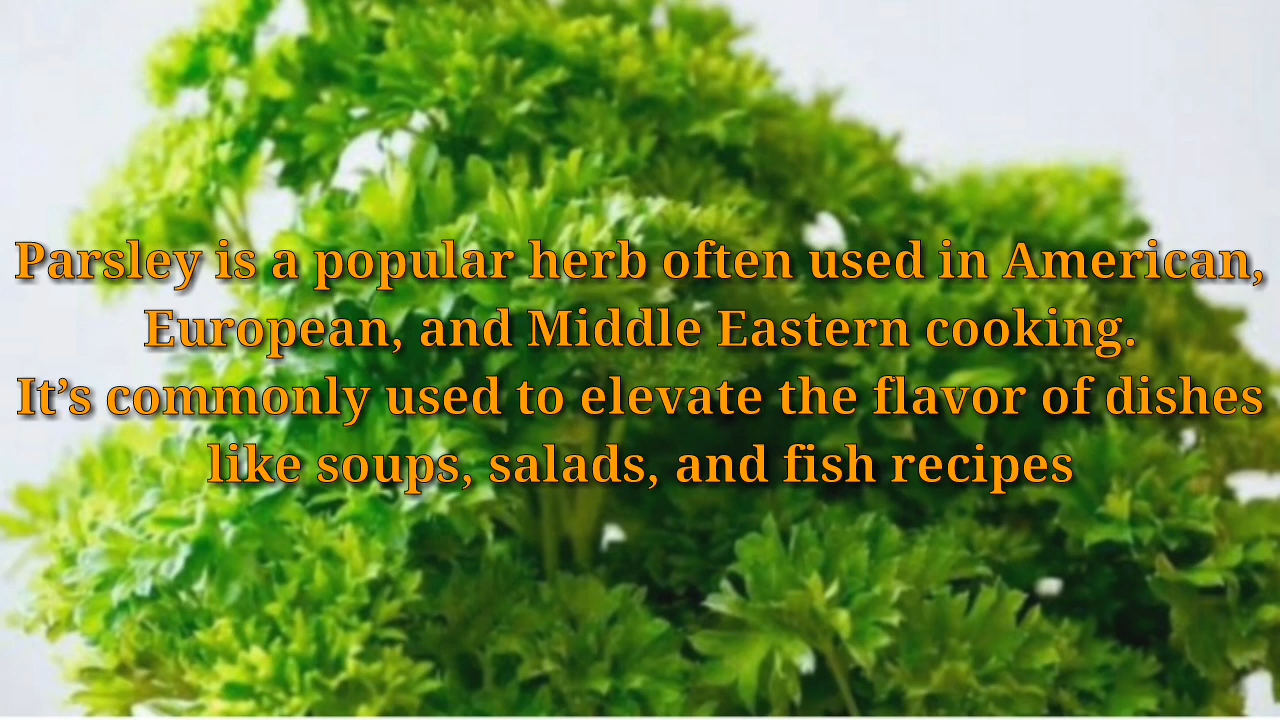 Parsley is a popular herb often used in American,
European, and Middle Eastern cooking.
It’s commonly used to elevate the flavor of dishes
like soups, salads, and fish recipes